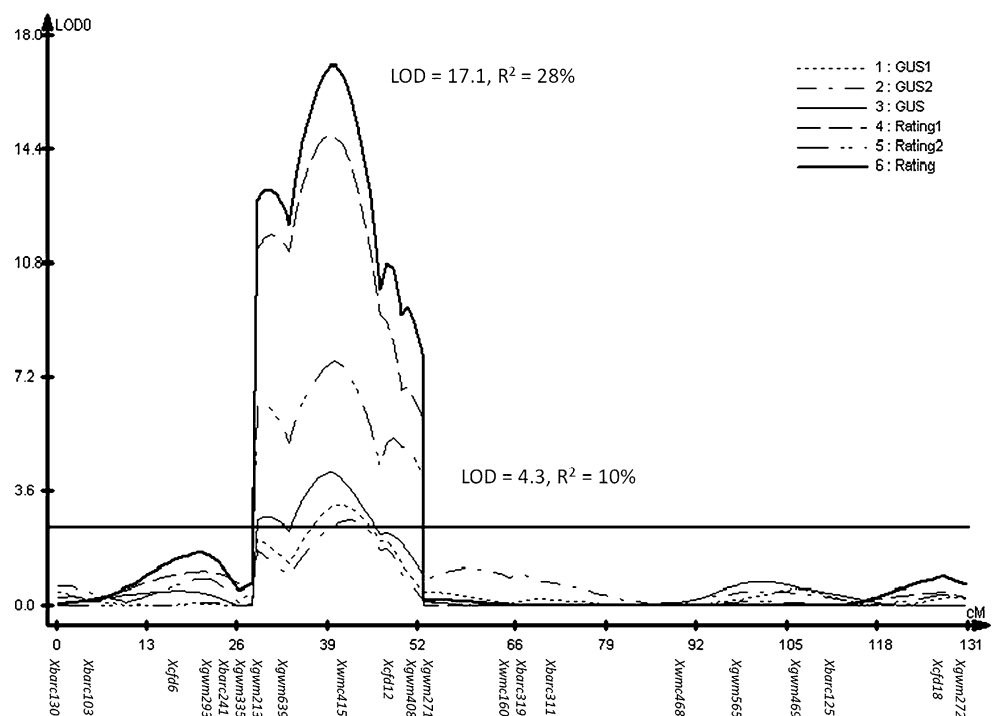 LOD0
18.0
14.4
10.8
7.2
3.6
0.0
LOD = 17.1, R² = 28%
LOD = 4.3, R² = 10%
1 : GUS1
2 : GUS2
3 : GUS
4 : Rating1
5 : Rating2
6 : Rating
cM
0 13 26 39 52 66 79 92 105 118 131
Xbarc130
Xbarc103
Xcfd6
Xgwm293
Xbarc241
Xgwm335
Xgwm213
Xgwm639
Xwmc415
Xcfd12
Xgwm408
Xgwm271
Xwmc160
Xbarc319
Xbarc311
Xwmc468
Xgwm565
Xgwm469
Xbarc125
Xcfd18
Xgwm272